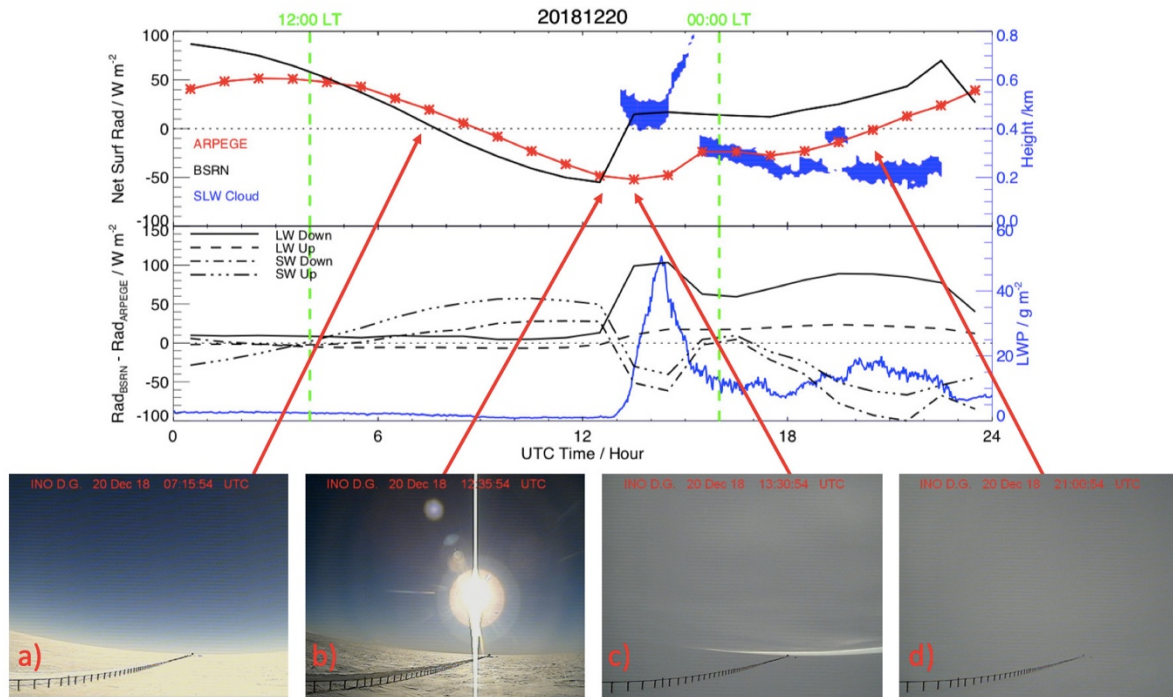 20181220
12:00 LT
00:00 LT
100
50
0
-50
-100
Net Surf Rad / W m-2
0.8
0.6
0.4
0.2
0.0
Height /km
ARPEGE
BSRN
SLW Cloud
150
100
50
0
-50
-100
RadBSRN - RadARPEGE / W m-2
LW Down
LW Up
SW Down
SW Up
60
40
20
0
LWP / g m-2
0
6
12
18
24
UTC Time / Hour
INO D.G. 20 Dec 18 07:15:54 UTC
a)
INO D.G. 20 Dec 18 12:35:54 UTC
b)
INO D.G. 20 Dec 18 13:30:54 UTC
c)
INO D.G. 20 Dec 18 21:00:54 UTC
d)